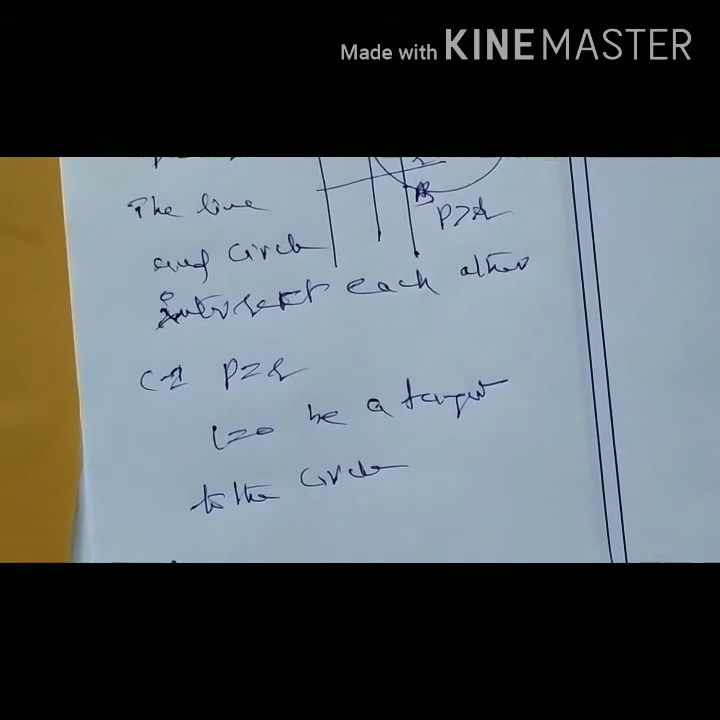 Made with KINEMASTER
The line
and circle
P>r
intersect each other
C-2 P=r
L=0 be a tangent
to the circle